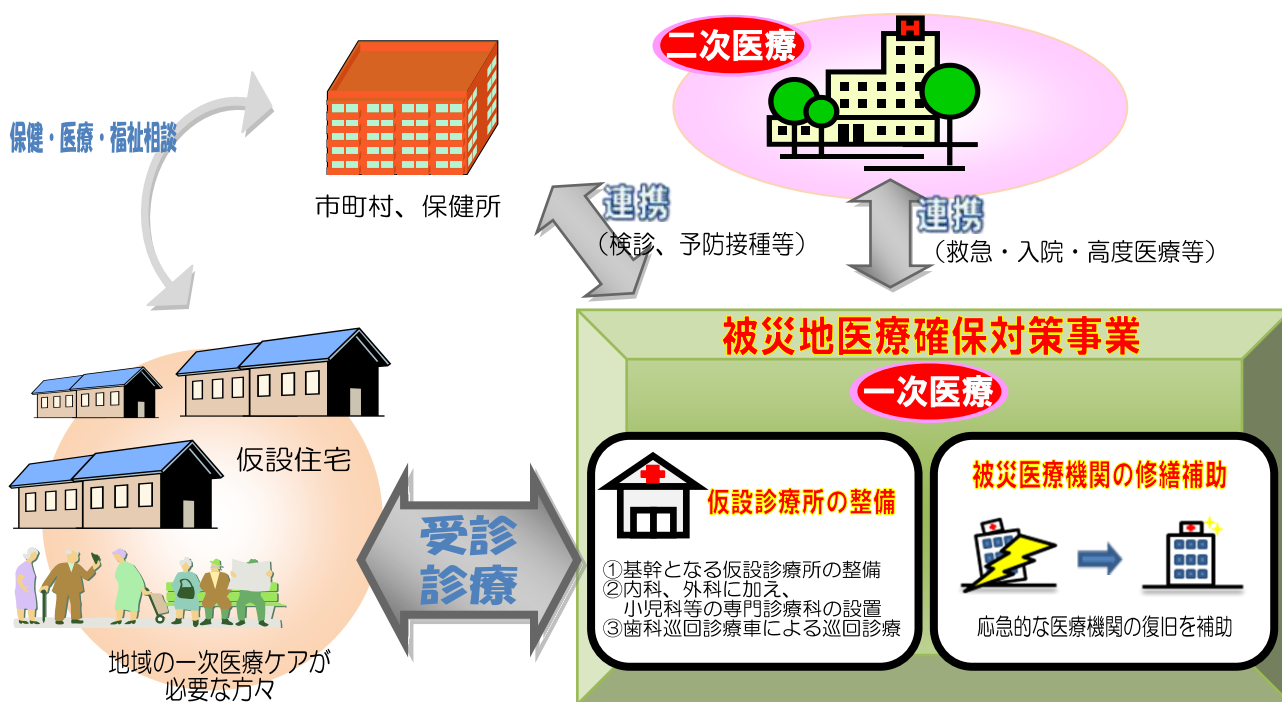 二次医療
保健・医療・福祉相談
市町村、保健所
連携
（検診、予防接種等）
連携
（救急・入院・高度医療等）
被災地医療確保対策事業
一次医療
仮設住宅
受診
診療
仮設診療所の整備
①基幹となる仮設診療所の整備
②内科、外科に加え、
小児科等の専門診療科の設置
③歯科巡回診療車による巡回診療
被災医療機関の修繕補助
応急的な医療機関の復旧を補助
地域の一次医療ケアが
必要な方々